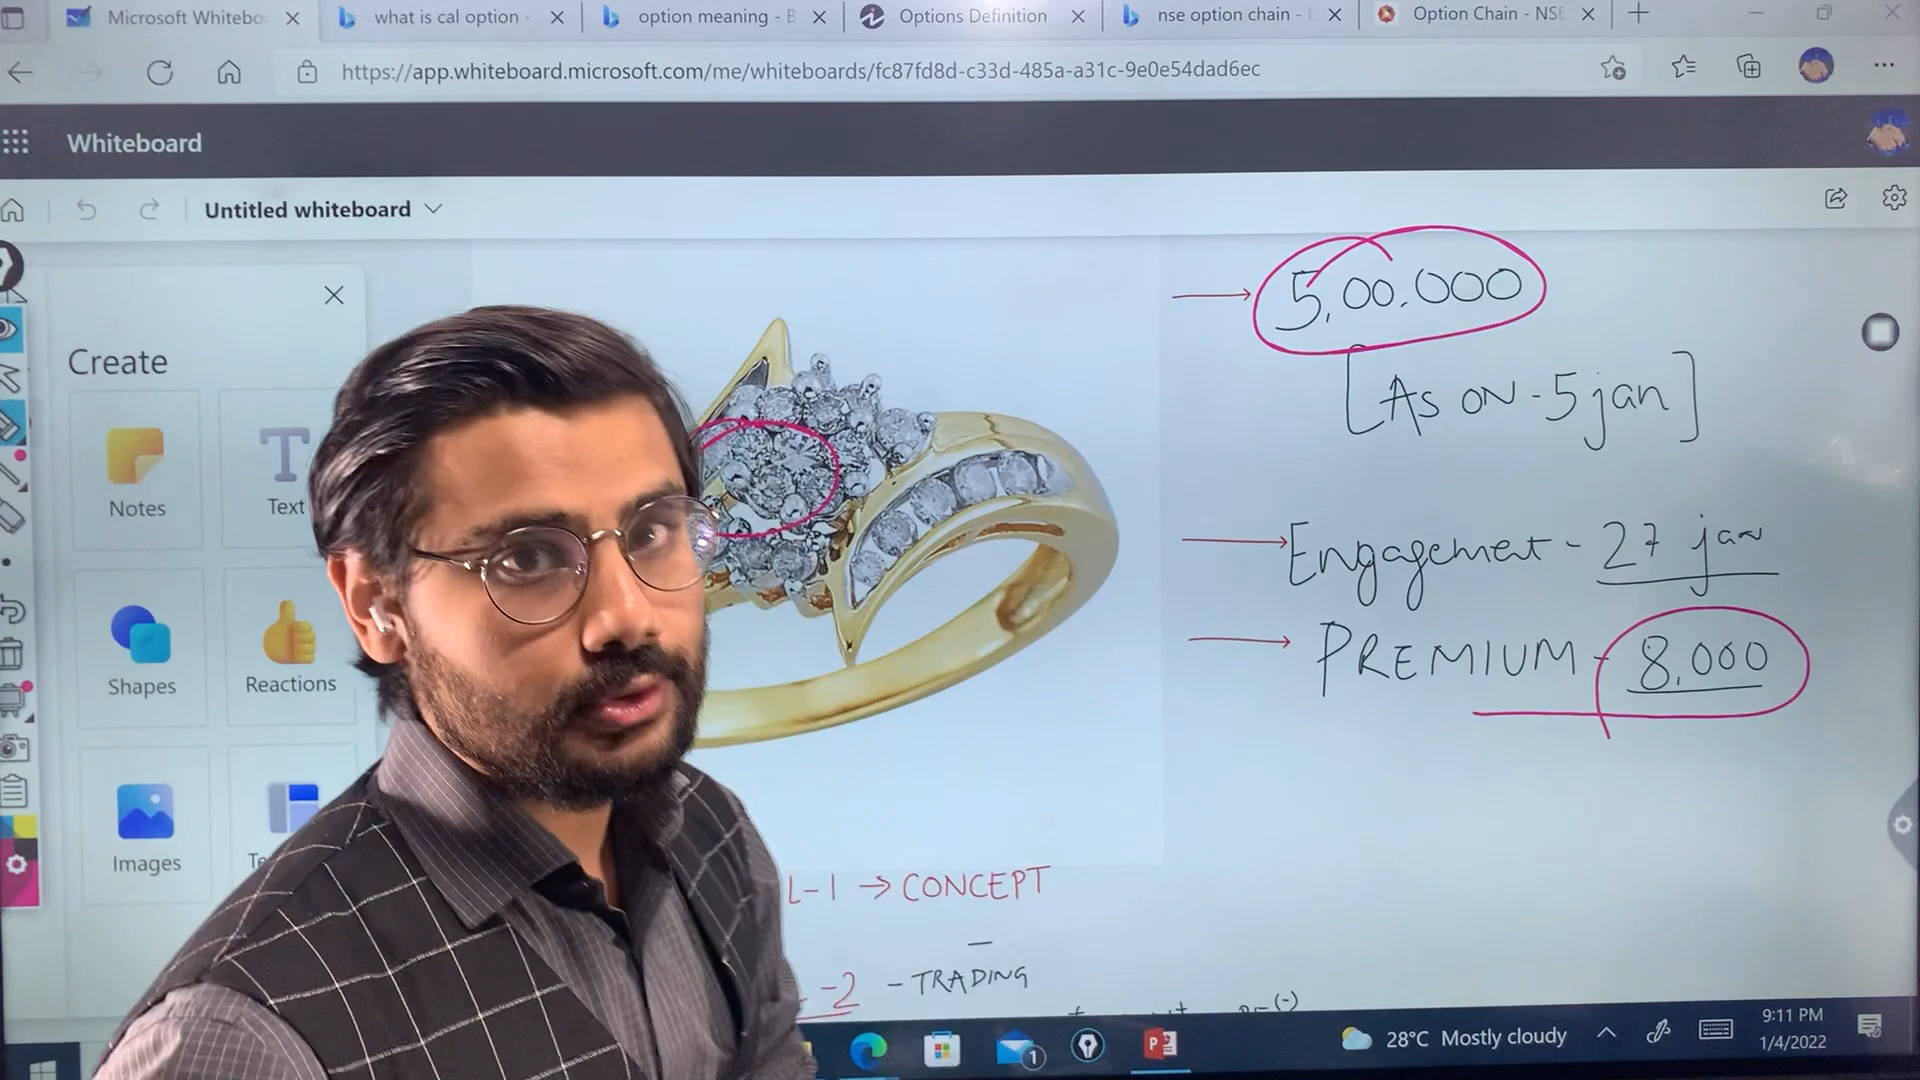 Microsoft Whitebo
what is cal option -
option meaning - B
Options Definition
nse option chain -
Option Chain - NSE
https://app.whiteboard.microsoft.com/me/whiteboards/fc87fd8d-c33d-485a-a31c-9e0e54dad6ec
Whiteboard
Untitled whiteboard
5,00.000
[As ON - 5 jan]
Create
Notes
Text
Engagement - 27 jan
PREMIUM - 8,000
Shapes
Reactions
Images
Te
L-1 → CONCEPT
-2 - TRADING
1
28°C Mostly cloudy
9:11 PM
1/4/2022